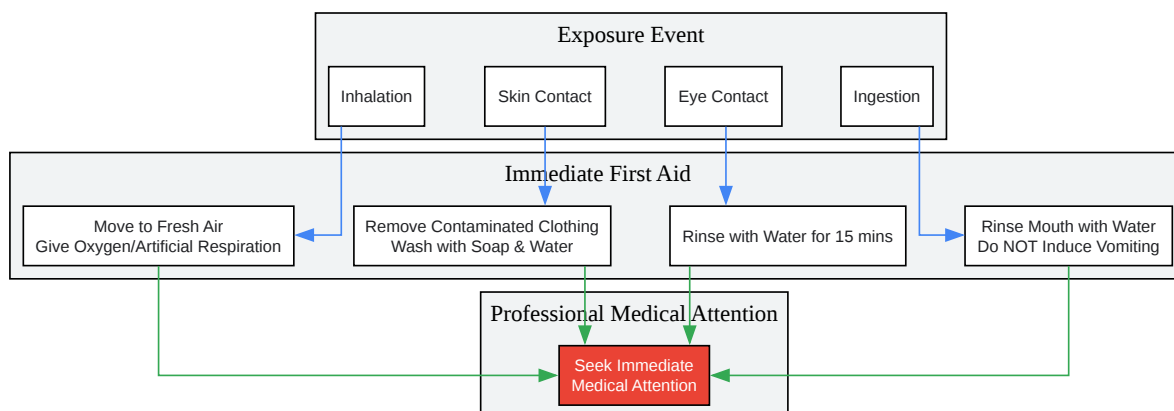 Exposure Event
Inhalation
Skin Contact
Eye Contact
Ingestion
Immediate First Aid
Move to Fresh Air
Give Oxygen/Artificial Respiration
Remove Contaminated Clothing
Wash with Soap & Water
Rinse with Water for 15 mins
Rinse Mouth with Water
Do NOT Induce Vomiting
Professional Medical Attention
Seek Immediate
Medical Attention